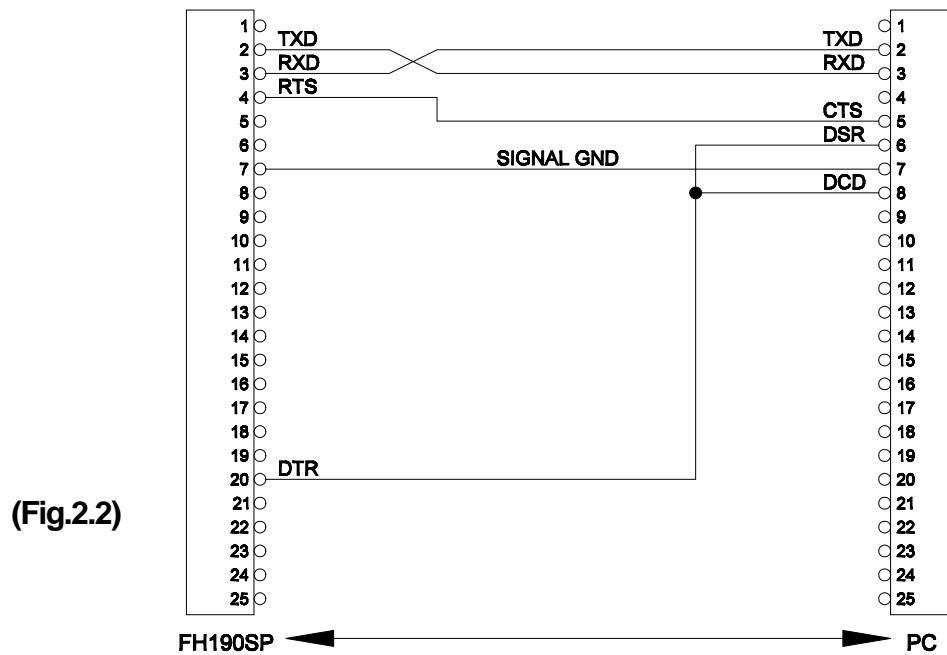 1 1
2 TXD TXD 2
3 RXD RXD 3
4 RTS 4
5 CTS 5
6 DSR 6
7 SIGNAL GND 7
8 DCD 8
9 9
10 10
11 11
12 12
13 13
14 14
15 15
16 16
17 17
18 18
19 19
20 DTR 20
21 21
(Fig.2.2)
22 22
23 23
24 24
25 25
FH190SP PC